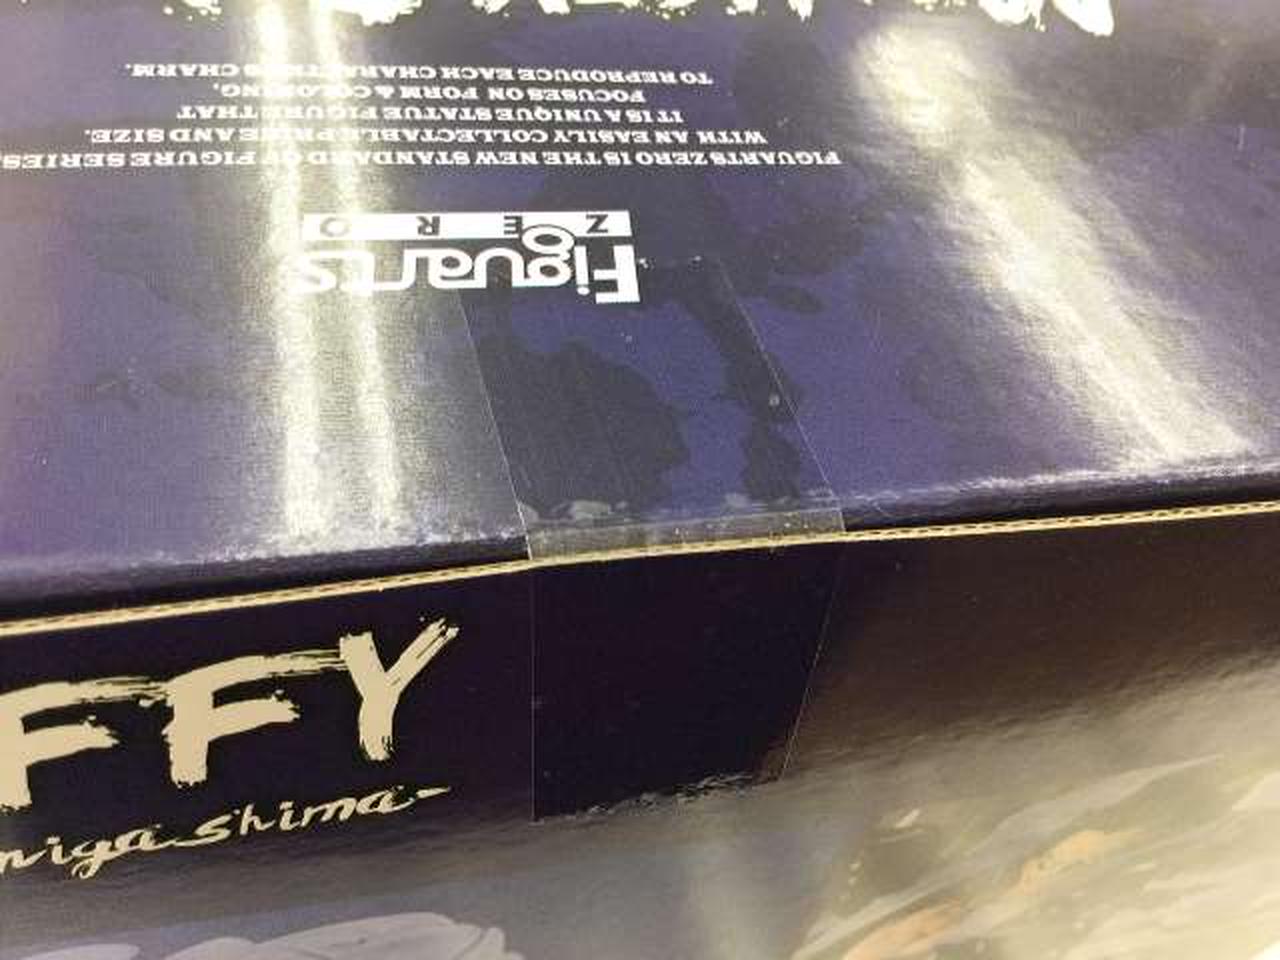 Figuarts
ZERO
FIGUARTS ZERO IS THE NEW STANDARD OF FIGURE SERIES,
WITH AN EASILY COLLECTABLE PRICE AND SIZE.
IT IS A UNIQUE STATUE FIGURE THAT
FOCUSES ON FORM & COLORING,
TO REPRODUCE EACH CHARACTER'S CHARM.
FFY
nigashima-